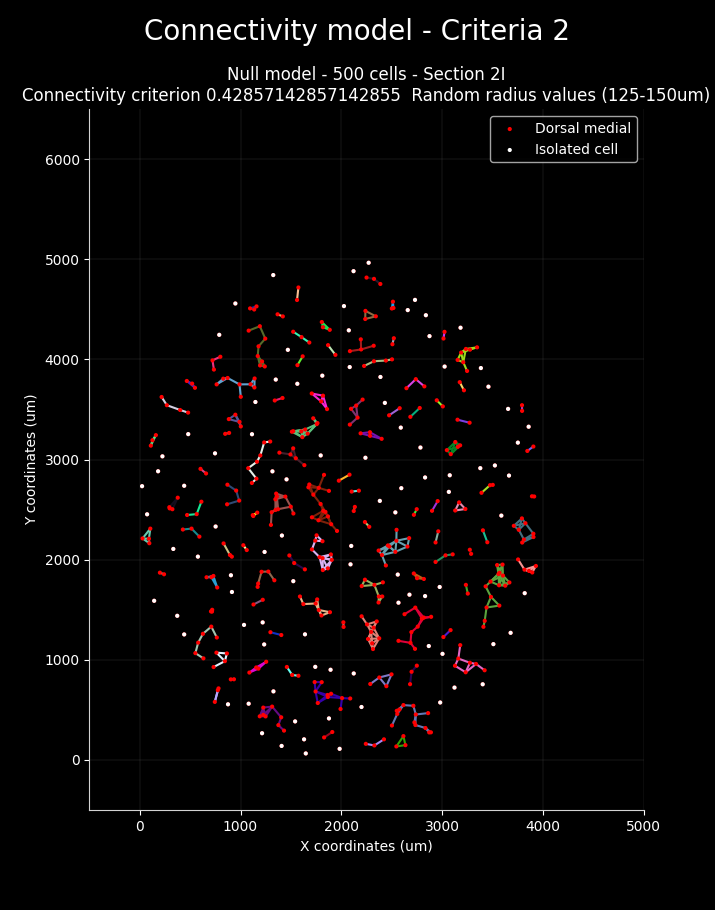 Connectivity model - Criteria 2
Null model - 500 cells - Section 2I
Connectivity criterion 0.42857142857142855  Random radius values (125-150um)
Dorsal medial
Isolated cell
6000
5000
4000
3000
2000
1000
0
Y coordinates (um)
0 1000 2000 3000 4000 5000
X coordinates (um)